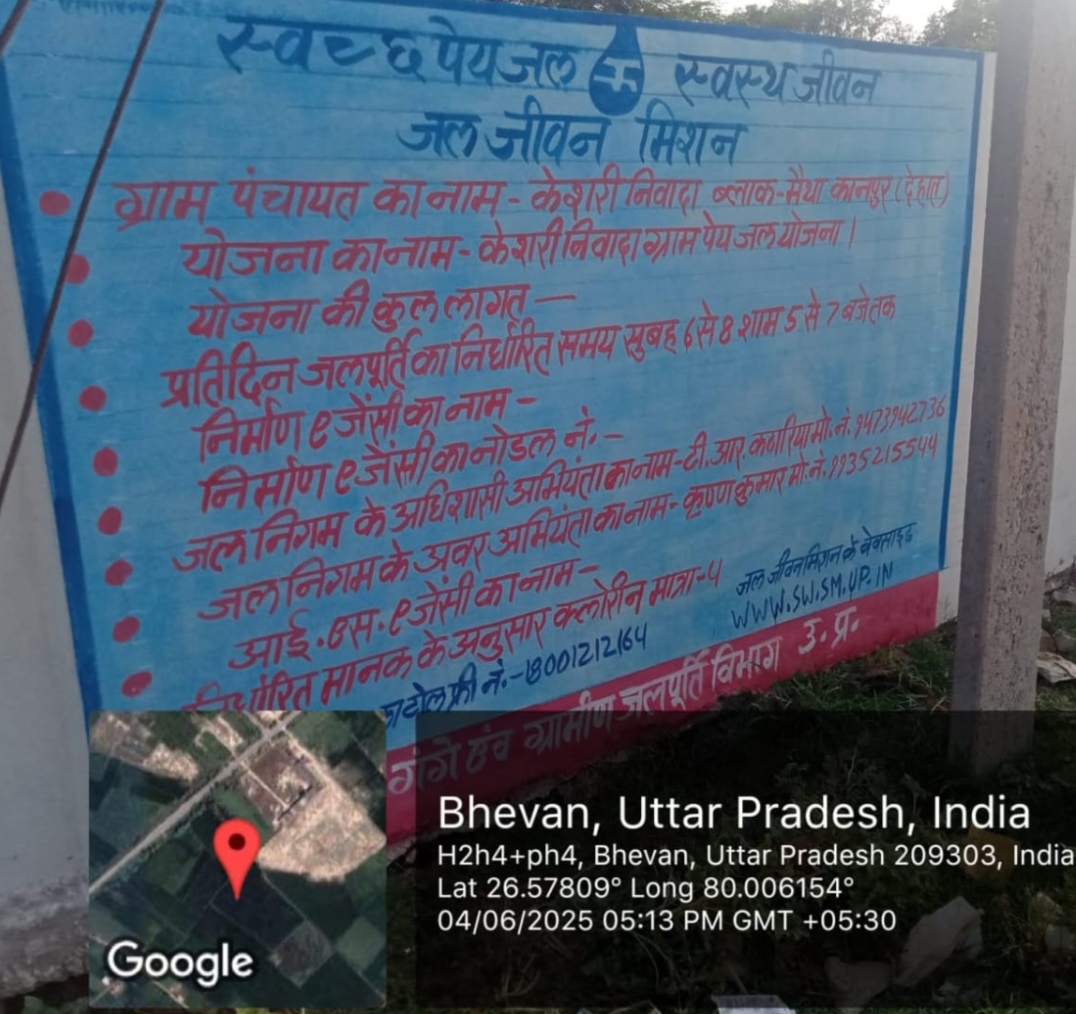 स्वच्छ पेयजल स्वस्थ जीवन
जल जीवन मिशन
ग्राम पंचायत का नाम - केशरी निवादा ब्लाक - मैथा कानपुर (देहात)
योजना का नाम - केशरी निवादा ग्राम पेय जल योजना।
योजना की कुल लागत —
प्रतिदिन जलपूर्ति का निर्धारित समय सुबह 6 से 8 शाम 5 से 7 बजे तक
निर्माण एजेंसी का नाम -
निर्माण एजेंसी का नोडल नं. -
जल निगम के अधिशासी अभियंता का नाम - टी. आर. कठारिया मो. नं. 9473942736
जल निगम के अवर अभियंता का नाम - कृष्ण कुमार मो. नं. 9935215544
आई. एस. एजेंसी का नाम -
निर्धारित मानक के अनुसार क्लोरीन मात्रा - 4
जल जीवन मिशन के वेबसाइट
WWW.SW.SM.UP.IN
टोल फ्री नं. - 18001212164
गंगे एंव ग्रामीण जलपूर्ति विभाग उ. प्र.
Google
Bhevan, Uttar Pradesh, India
H2h4+ph4, Bhevan, Uttar Pradesh 209303, India
Lat 26.57809° Long 80.006154°
04/06/2025 05:13 PM GMT +05:30